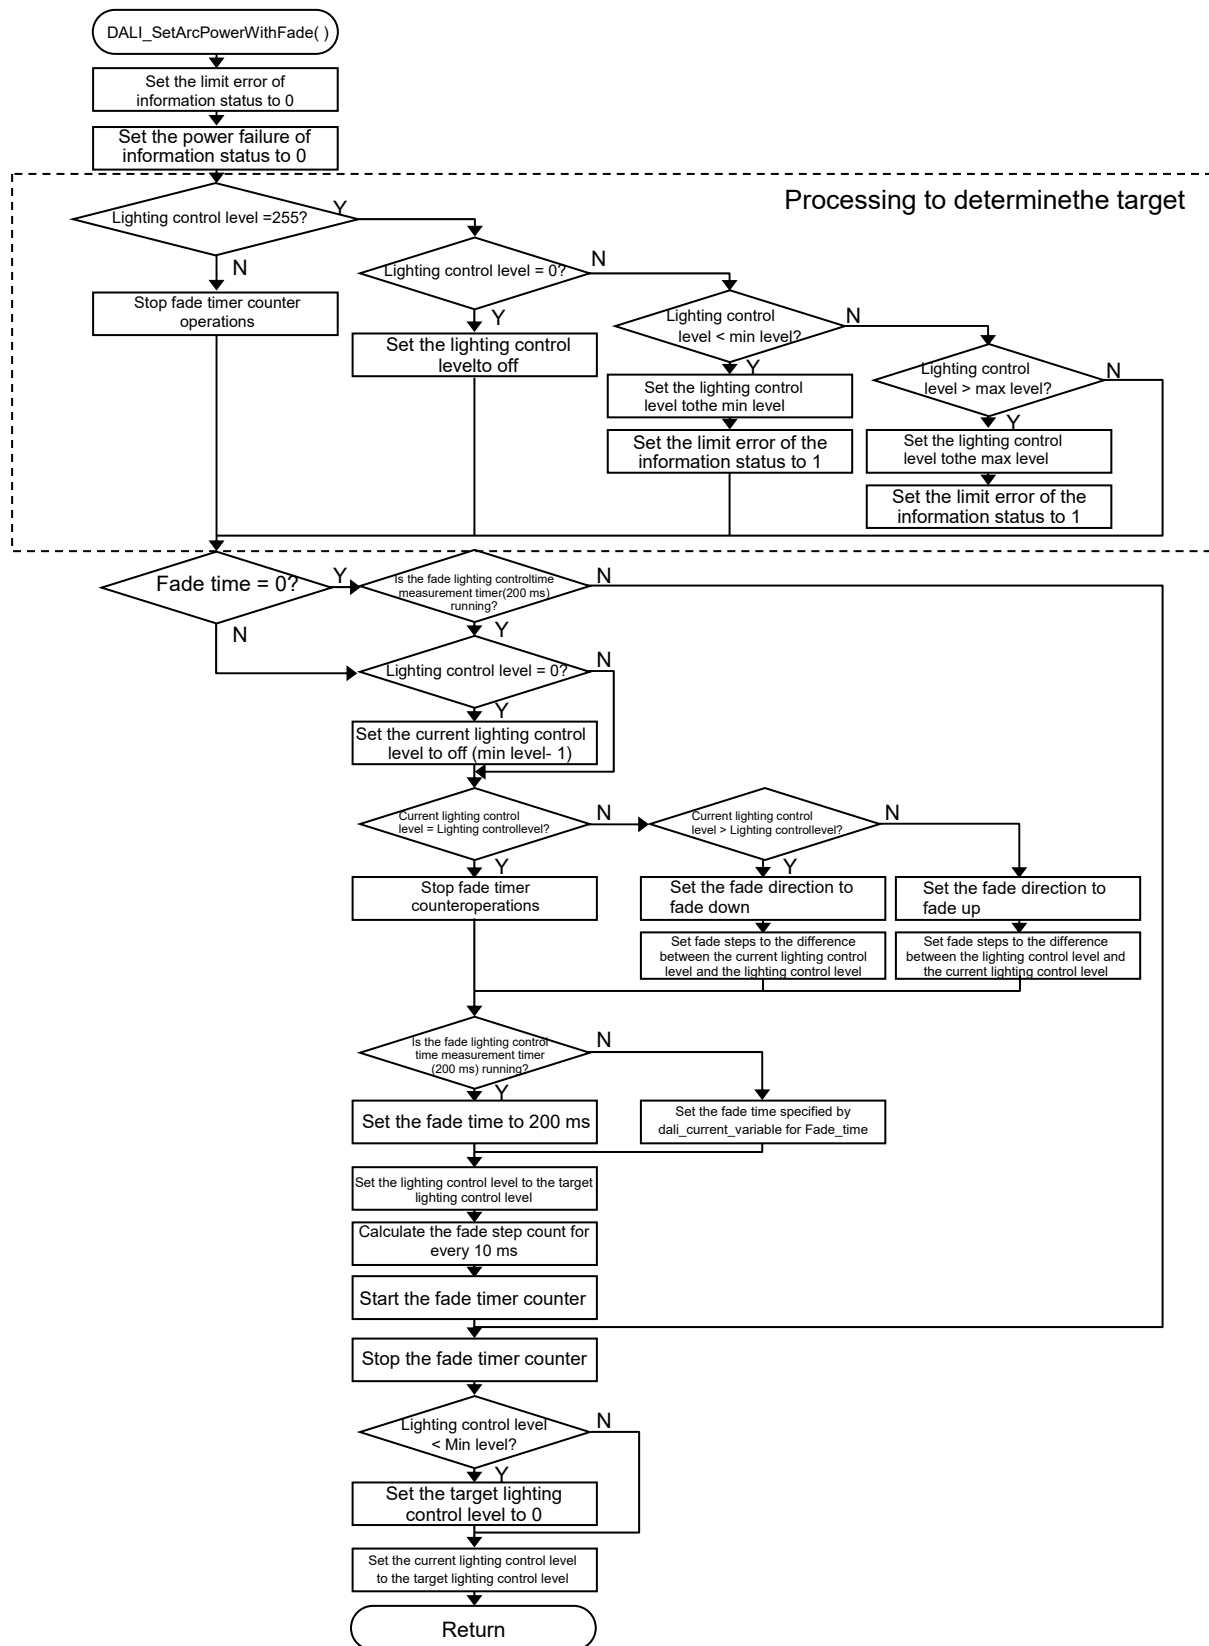 DALI_SetArcPowerWithFade( )
Set the limit error of
information status to 0
Set the power failure of
information status to 0
Processing to determinethe target
Lighting control level =255?
Y
N
Stop fade timer counter
operations
Lighting control level = 0?
N
Y
Set the lighting control
levelto off
Lighting control
level < min level?
N
Y
Set the lighting control
level tothe min level
Set the limit error of the
information status to 1
Lighting control
level > max level?
N
Y
Set the lighting control
level tothe max level
Set the limit error of the
information status to 1
Fade time = 0?
Y
N
Is the fade lighting controltime
measurement timer(200 ms)
running?
N
Y
Lighting control level = 0?
N
Y
Set the current lighting control
level to off (min level- 1)
Current lighting control
level = Lighting controllevel?
N
Y
Current lighting control
level > Lighting controllevel?
N
Y
Stop fade timer
counteroperations
Set the fade direction to
fade down
Set the fade direction to
fade up
Set fade steps to the difference
between the current lighting control
level and the lighting control level
Set fade steps to the difference
between the lighting control level and
the current lighting control level
Is the fade lighting control
time measurement timer
(200 ms) running?
N
Y
Set the fade time to 200 ms
Set the fade time specified by
dali_current_variable for Fade_time
Set the lighting control level to the target
lighting control level
Calculate the fade step count for
every 10 ms
Start the fade timer counter
Stop the fade timer counter
Lighting control level
< Min level?
N
Y
Set the target lighting
control level to 0
Set the current lighting control level
to the target lighting control level
Return